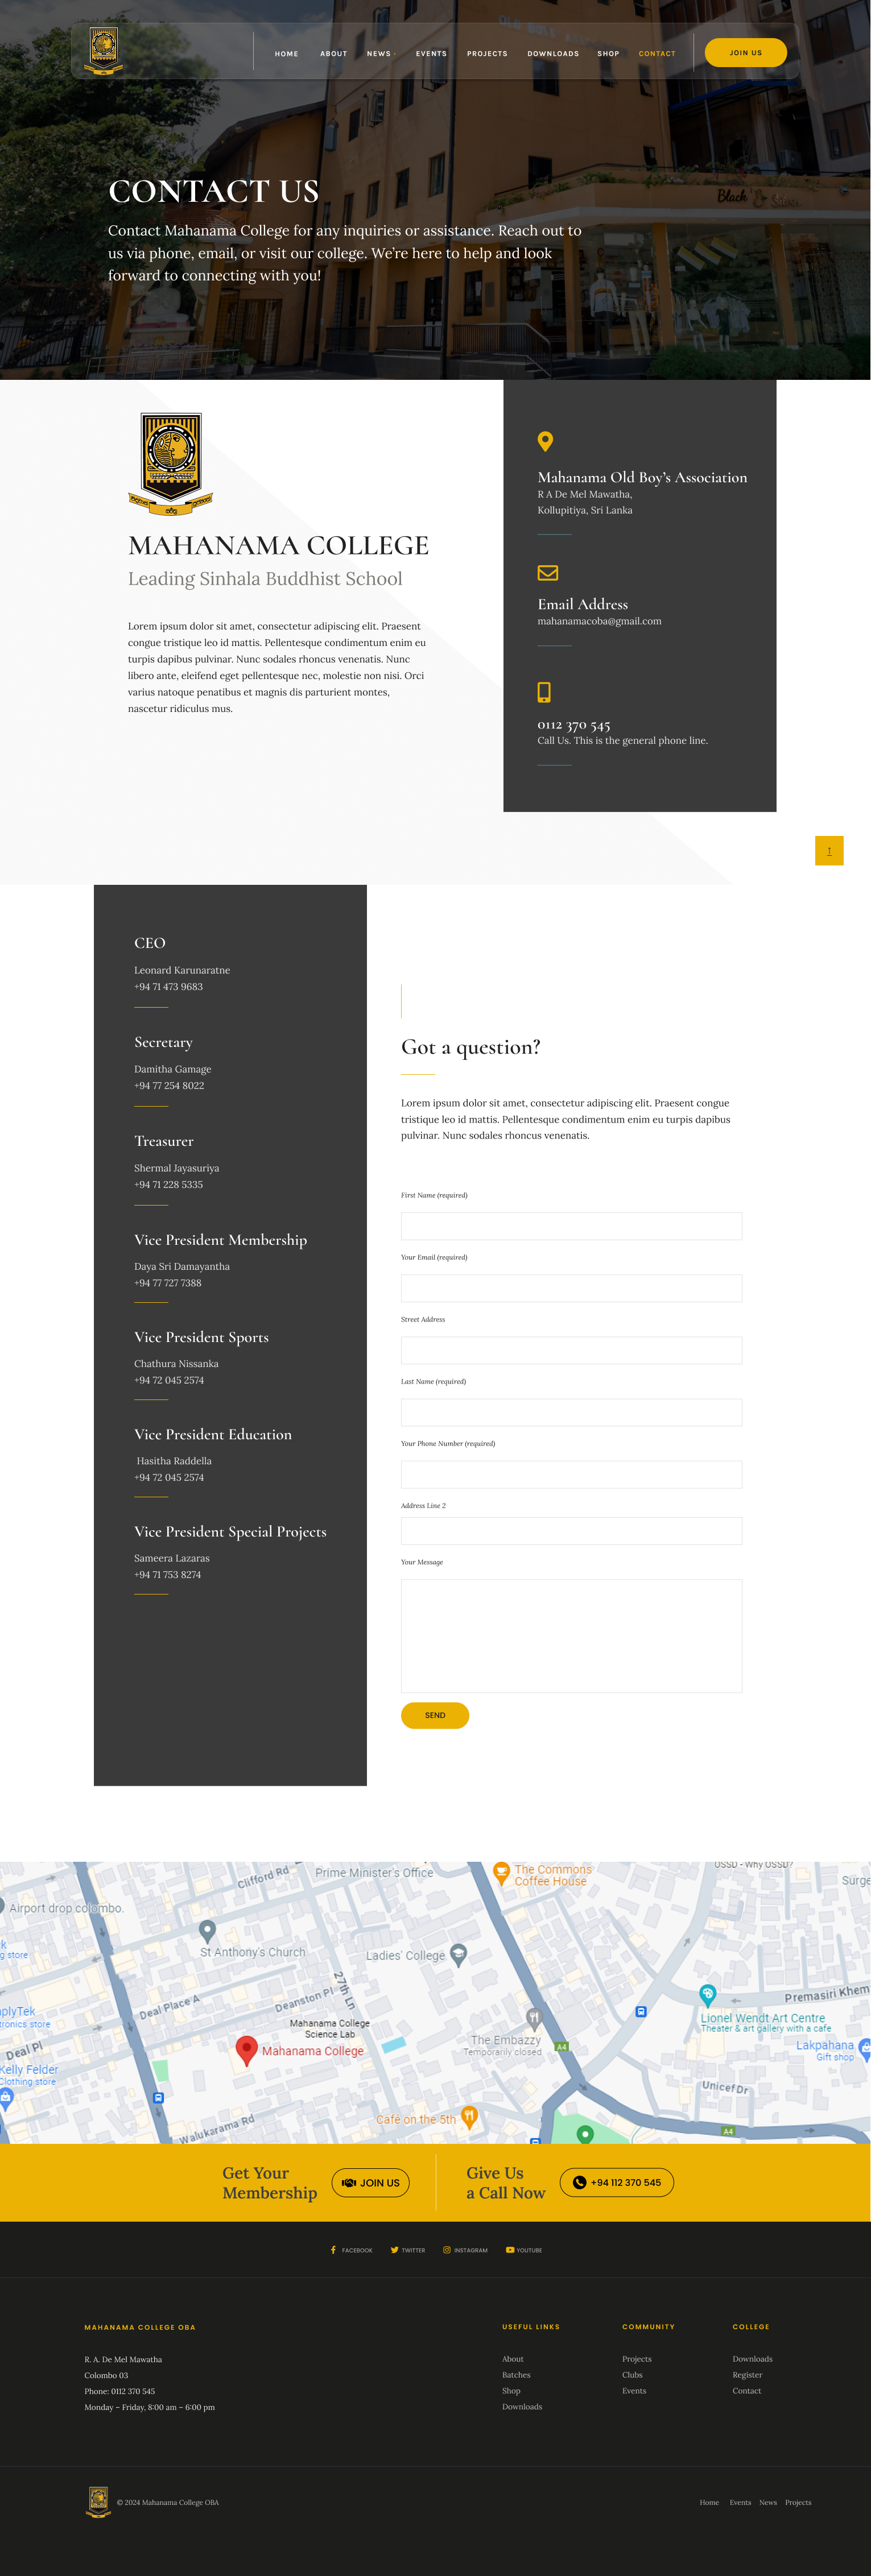 HOME ABOUT NEWS EVENTS PROJECTS DOWNLOADS SHOP CONTACT JOIN US
CONTACT US
Contact Mahanama College for any inquiries or assistance. Reach out to
us via phone, email, or visit our college. We're here to help and look
forward to connecting with you!
MAHANAMA COLLEGE
Leading Sinhala Buddhist School
Lorem ipsum dolor sit amet, consectetur adipiscing elit. Praesent
congue tristique leo id mattis. Pellentesque condimentum enim eu
turpis dapibus pulvinar. Nunc sodales rhoncus venenatis. Nunc
libero ante, eleifend eget pellentesque nec, molestie non nisi. Orci
varius natoque penatibus et magnis dis parturient montes,
nascetur ridiculus mus.
Mahanama Old Boy's Association
R A De Mel Mawatha,
Kollupitiya, Sri Lanka
Email Address
mahanamacoba@gmail.com
0112 370 545
Call Us. This is the general phone line.
↑
CEO
Leonard Karunaratne
+94 71 473 9683
Secretary
Damitha Gamage
+94 77 254 8022
Treasurer
Shermal Jayasuriya
+94 71 228 5335
Vice President Membership
Daya Sri Damayantha
+94 77 727 7388
Vice President Sports
Chathura Nissanka
+94 72 045 2574
Vice President Education
Hasitha Raddella
+94 72 045 2574
Vice President Special Projects
Sameera Lazaras
+94 71 753 8274
Got a question?
Lorem ipsum dolor sit amet, consectetur adipiscing elit. Praesent congue
tristique leo id mattis. Pellentesque condimentum enim eu turpis dapibus
pulvinar. Nunc sodales rhoncus venenatis.
First Name (required)
Your Email (required)
Street Address
Last Name (required)
Your Phone Number (required)
Address Line 2
Your Message
SEND
USSD - Why USSD?
Prime Minister's Office
The Commons
Coffee House
Clifford Rd
Surge
Airport drop colombo.
St Anthony's Church
Ladies' College
k
g store
27th Ln
Deanston Pl
Deal Place A
Premasiri Khem
plyTek
tronics store
Mahanama College
Science Lab
Lionel Wendt Art Centre
Theater & art gallery with a cafe
Deal Pl
Mahanama College
The Embazzy
Temporarily closed
A4
Lakpahana
Gift shop
Kelly Felder
Clothing store
Unicef Dr
Café on the 5th
Walukarama Rd
A4
Get Your
Membership
JOIN US
Give Us
a Call Now
+94 112 370 545
FACEBOOK TWITTER INSTAGRAM YOUTUBE
MAHANAMA COLLEGE OBA
R. A. De Mel Mawatha
Colombo 03
Phone: 0112 370 545
Monday – Friday, 8:00 am – 6:00 pm
USEFUL LINKS
About
Batches
Shop
Downloads
COMMUNITY
Projects
Clubs
Events
COLLEGE
Downloads
Register
Contact
© 2024 Mahanama College OBA
Home Events News Projects